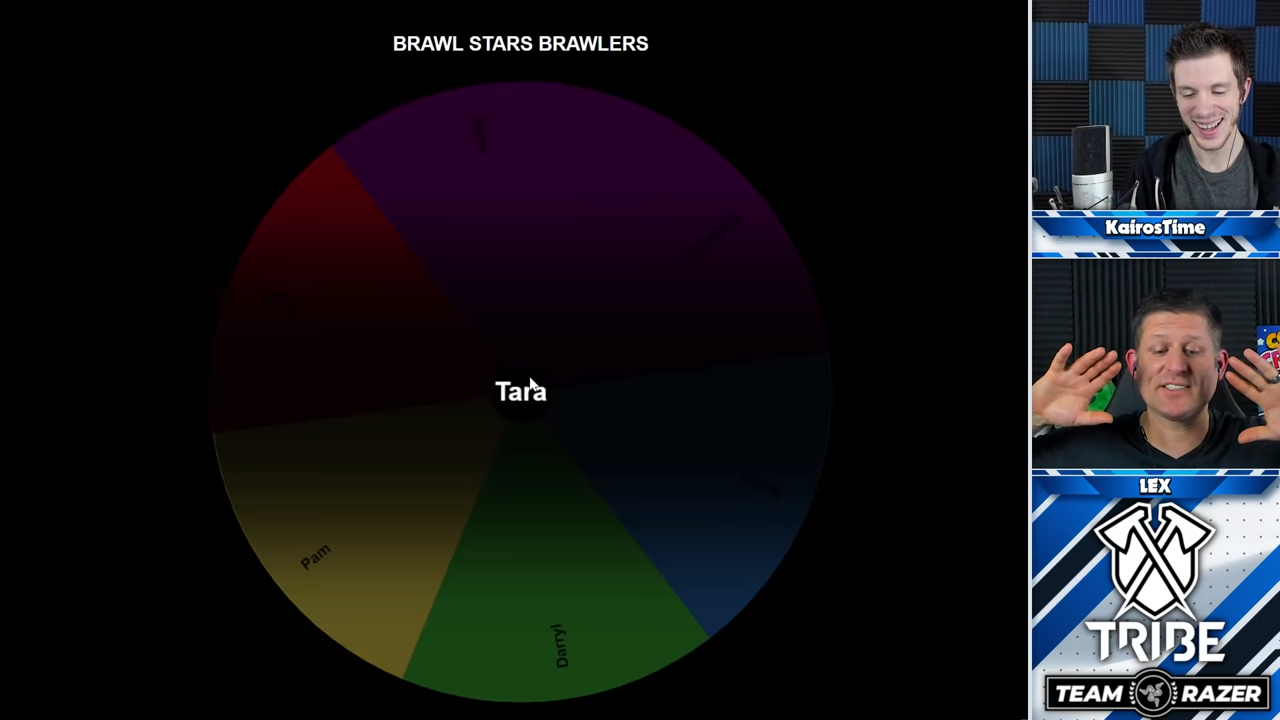 BRAWL STARS BRAWLERS
Tara
Pam
Darryl
KairosTime
LEX
TRIBE
TEAM RAZER